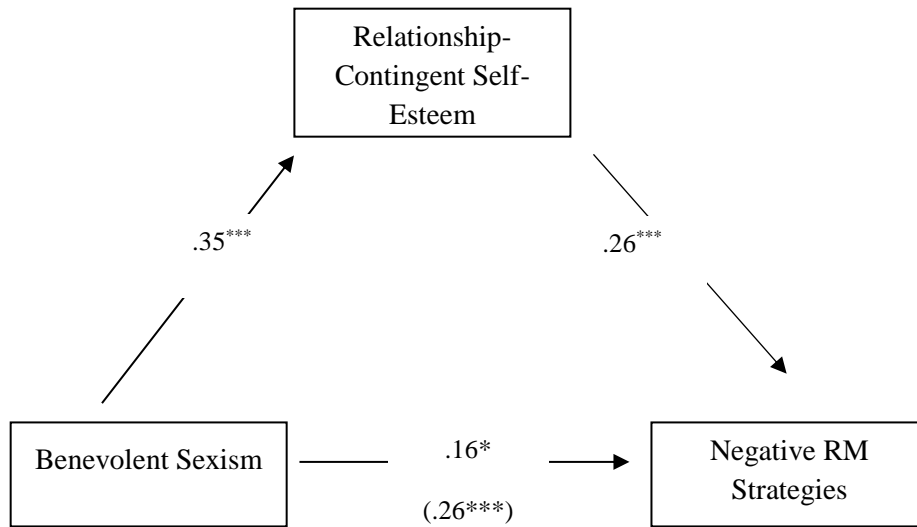 Relationship-
Contingent Self-
Esteem
.35***
.26***
Benevolent Sexism
.16*
(.26***)
Negative RM
Strategies